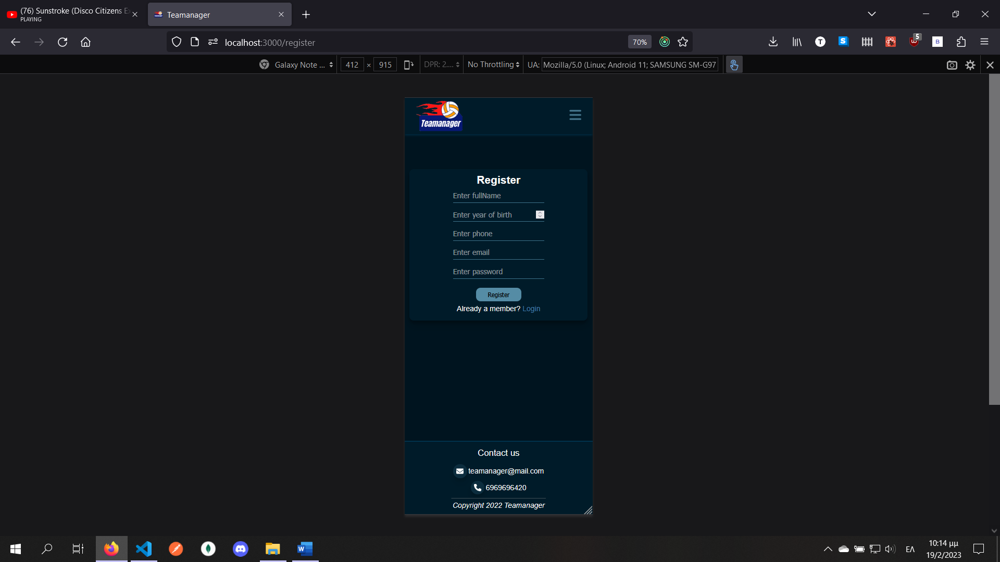 (76) Sunstroke (Disco Citizens Ex
PLAYING
Teamanager
localhost:3000/register
70%
5
Galaxy Note ...
412 × 915
DPR: 2....
No Throttling
UA: Mozilla/5.0 (Linux; Android 11; SAMSUNG SM-G97
Teamanager
Register
Enter fullName
Enter year of birth
Enter phone
Enter email
Enter password
Register
Already a member? Login
Contact us
teamanager@mail.com
6969696420
Copyright 2022 Teamanager
ΕΛ
10:14 μμ
19/2/2023